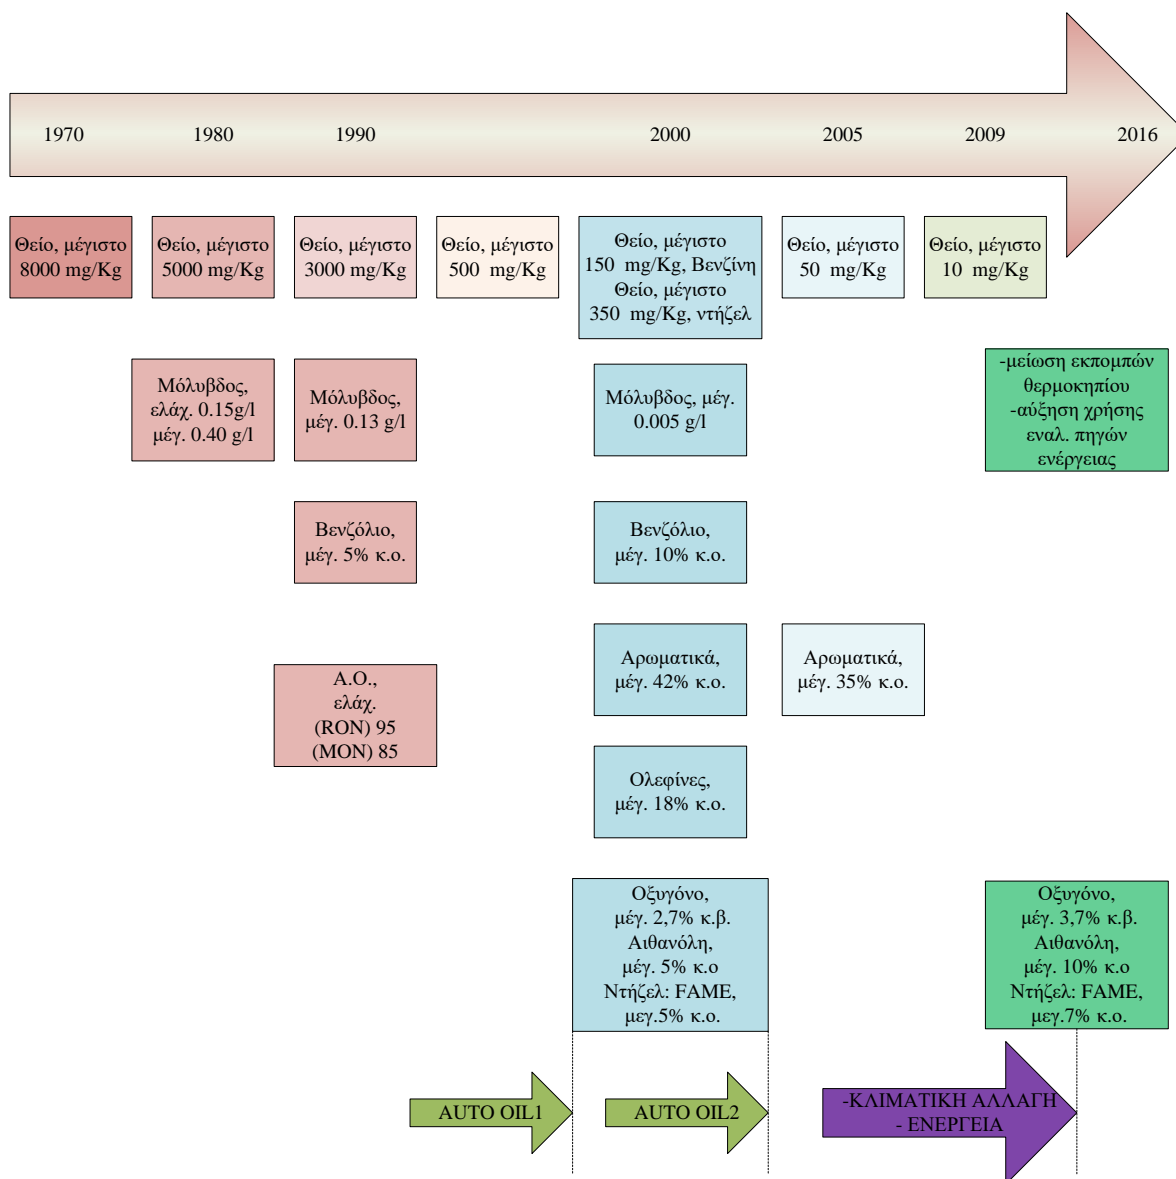 1970 1980 1990 2000 2005 2009 2016
Θείο, μέγιστο
8000 mg/Kg
Θείο, μέγιστο
5000 mg/Kg
Θείο, μέγιστο
3000 mg/Kg
Θείο, μέγιστο
500 mg/Kg
Θείο, μέγιστο
150 mg/Kg, Βενζίνη
Θείο, μέγιστο
350 mg/Kg, ντήζελ
Θείο, μέγιστο
50 mg/Kg
Θείο, μέγιστο
10 mg/Kg
Μόλυβδος,
ελάχ. 0.15g/l
μέγ. 0.40 g/l
Μόλυβδος,
μέγ. 0.13 g/l
Μόλυβδος, μέγ.
0.005 g/l
-μείωση εκπομπών
θερμοκηπίου
-αύξηση χρήσης
εναλ. πηγών
ενέργειας
Βενζόλιο,
μέγ. 5% κ.ο.
Βενζόλιο,
μέγ. 10% κ.ο.
Αρωματικά,
μέγ. 42% κ.ο.
Αρωματικά,
μέγ. 35% κ.ο.
Α.Ο.,
ελάχ.
(RON) 95
(MON) 85
Ολεφίνες,
μέγ. 18% κ.ο.
Οξυγόνο,
μέγ. 2,7% κ.β.
Αιθανόλη,
μέγ. 5% κ.ο
Ντήζελ: FAME,
μεγ.5% κ.ο.
Οξυγόνο,
μέγ. 3,7% κ.β.
Αιθανόλη,
μέγ. 10% κ.ο
Ντήζελ: FAME,
μεγ.7% κ.ο.
AUTO OIL1
AUTO OIL2
-ΚΛΙΜΑΤΙΚΗ ΑΛΛΑΓΗ
- ΕΝΕΡΓΕΙΑ